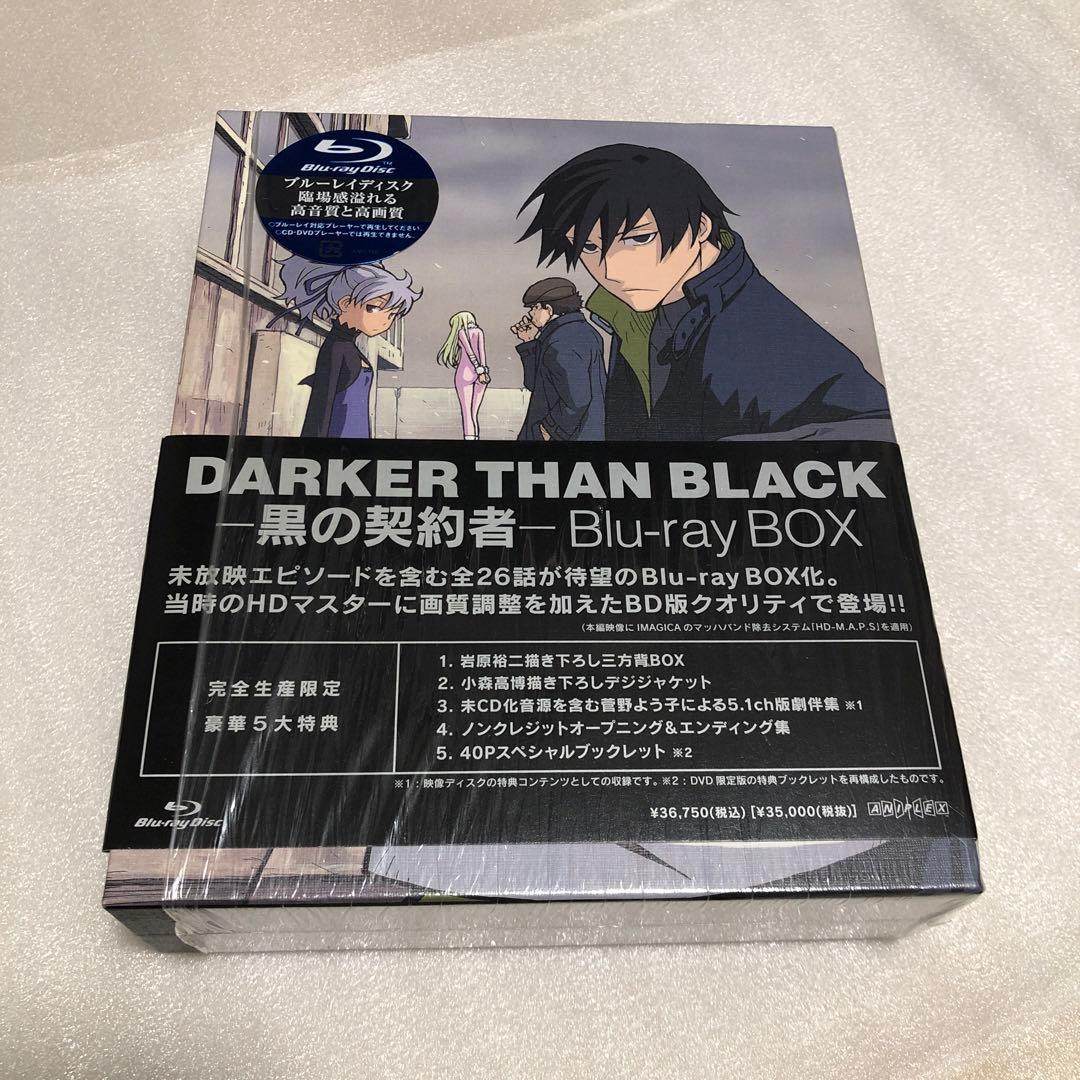 Blu-ray Disc™
ブルーレイディスク
臨場感溢れる
高音質と高画質
○ブルーレイ対応プレーヤーで再生してください。
○CD・DVDプレーヤーでは再生できません。
DARKER THAN BLACK
—黒の契約者— Blu-ray BOX
未放映エピソードを含む全26話が待望のBlu-ray BOX化。
当時のHDマスターに画質調整を加えたBD版クオリティで登場!!
(本編映像に IMAGICA のマッハバンド除去システム「HD-M.A.P.S」を適用)
完全生産限定
豪華5大特典
1. 岩原裕二描き下ろし三方背BOX
2. 小森高博描き下ろしデジジャケット
3. 未CD化音源を含む菅野よう子による5.1ch版劇伴集 ※1
4. ノンクレジットオープニング&エンディング集
5. 40Pスペシャルブックレット ※2
※1：映像ディスクの特典コンテンツとしての収録です。※2：DVD限定版の特典ブックレットを再構成したものです。
¥36,750(税込) [¥35,000(税抜)] ANIPLEX
Blu-ray Disc